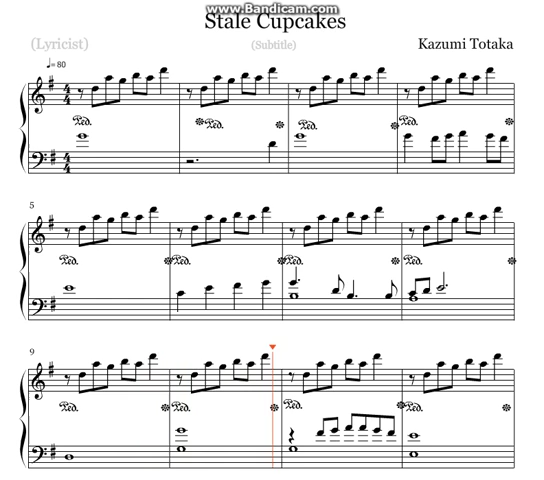 www.Bandicam.com
Stale Cupcakes
(Lyricist)
(Subtitle)
Kazumi Totaka
♩= 80
5
9